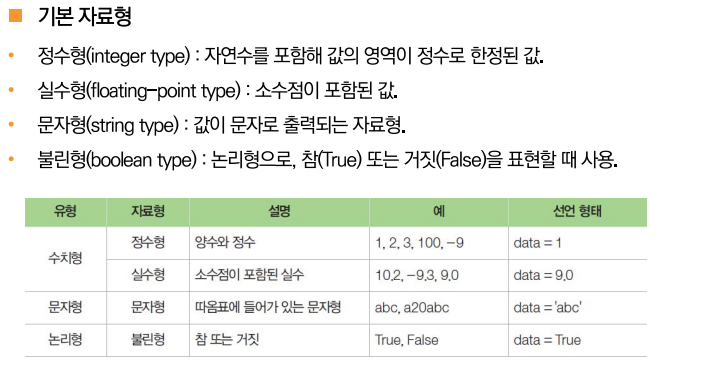 기본 자료형
정수형(integer type) : 자연수를 포함해 값의 영역이 정수로 한정된 값.
실수형(floating-point type) : 소수점이 포함된 값.
문자형(string type) : 값이 문자로 출력되는 자료형.
불린형(boolean type) : 논리형으로, 참(True) 또는 거짓(False)을 표현할 때 사용.
유형 자료형 설명 예 선언 형태
수치형 정수형 양수와 정수 1, 2, 3, 100, -9 data = 1
실수형 소수점이 포함된 실수 10.2, -9.3, 9.0 data = 9.0
문자형 문자형 따옴표에 들어가 있는 문자형 abc, a20abc data = 'abc'
논리형 불린형 참 또는 거짓 True, False data = True